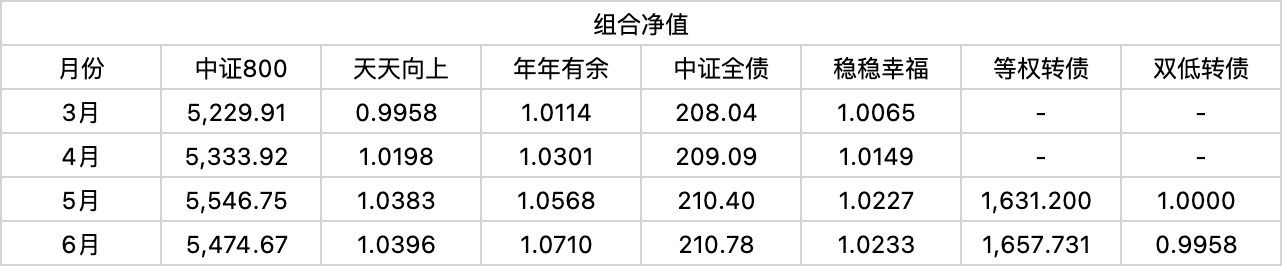 组合净值
月份 中证800 天天向上 年年有余 中证全债 稳稳幸福 等权转债 双低转债
3月 5,229.91 0.9958 1.0114 208.04 1.0065 - -
4月 5,333.92 1.0198 1.0301 209.09 1.0149 - -
5月 5,546.75 1.0383 1.0568 210.40 1.0227 1,631.200 1.0000
6月 5,474.67 1.0396 1.0710 210.78 1.0233 1,657.731 0.9958